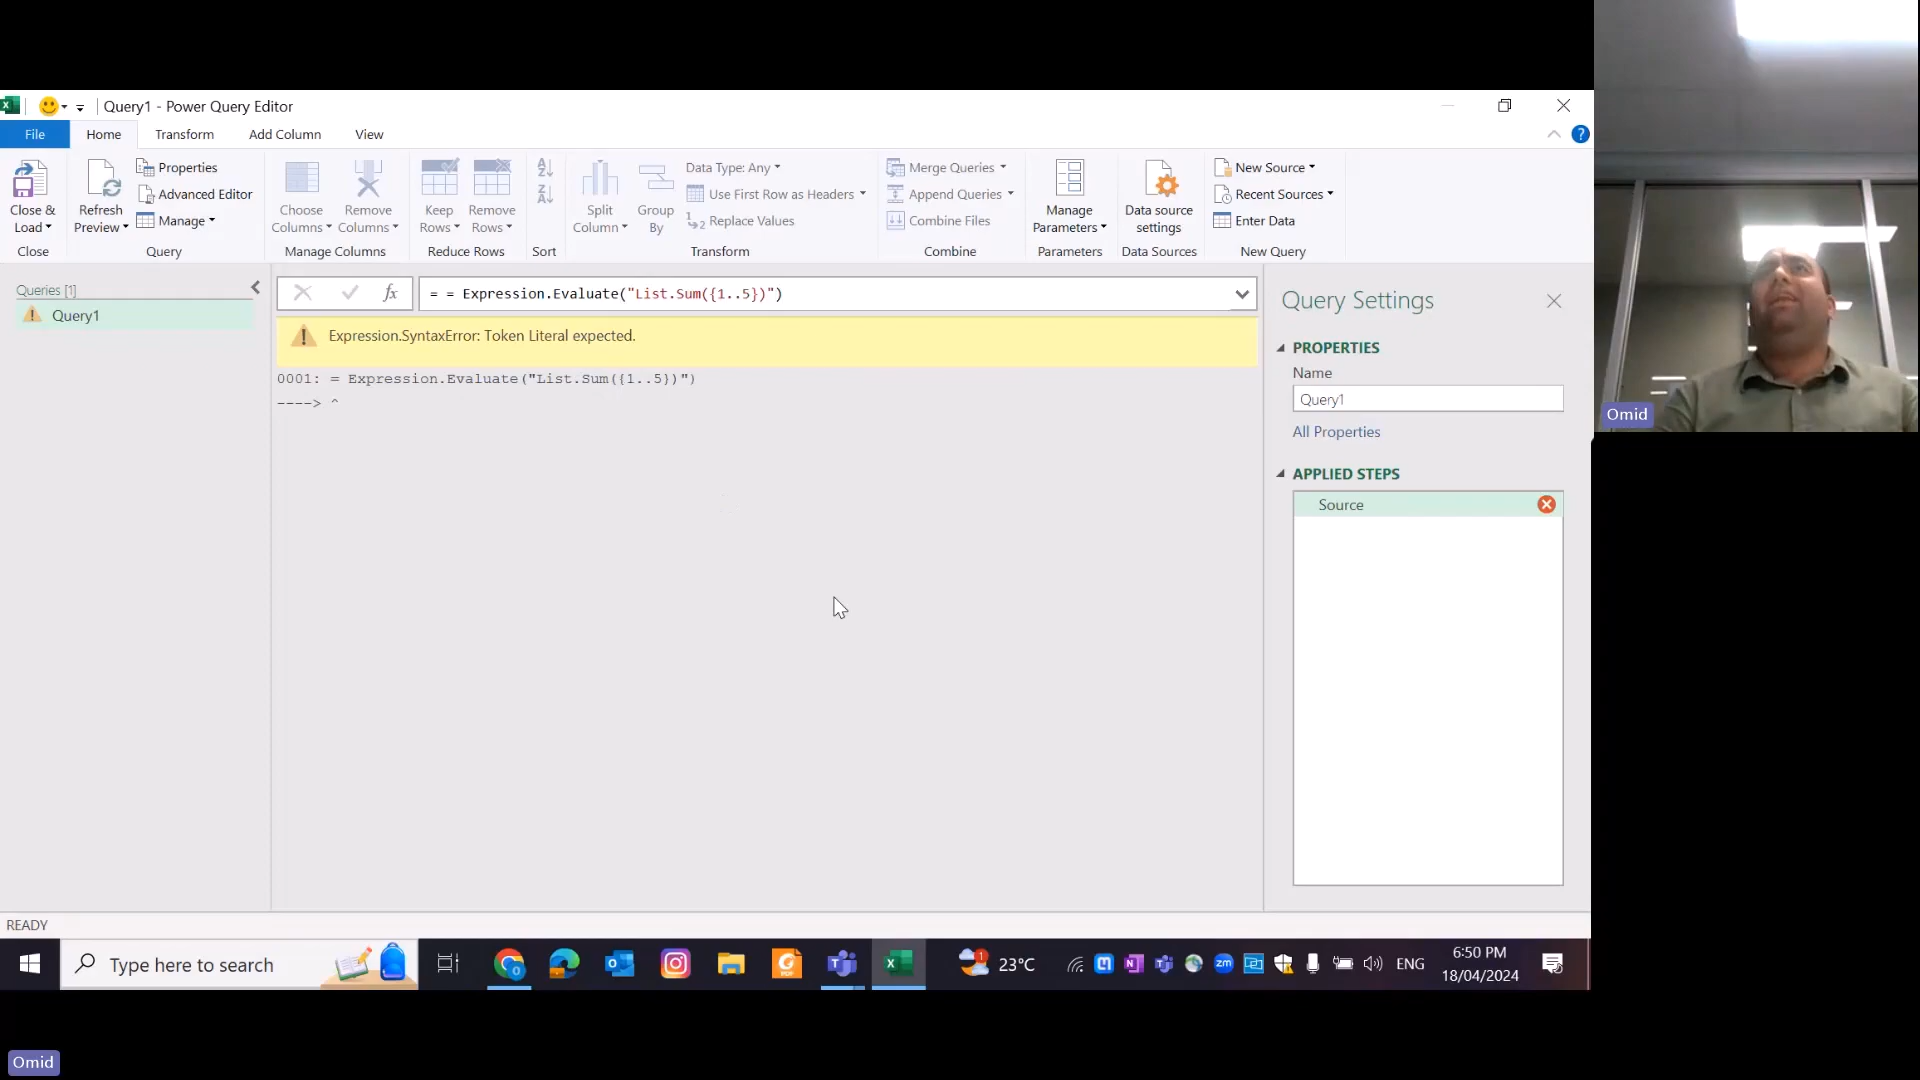 Query1 - Power Query Editor
File Home Transform Add Column View
Close & Load
Refresh Preview
Properties
Advanced Editor
Manage
Choose Columns
Remove Columns
Keep Rows
Remove Rows
Split Column
Group By
Data Type: Any
Use First Row as Headers
Replace Values
Merge Queries
Append Queries
Combine Files
Manage Parameters
Data source settings
New Source
Recent Sources
Enter Data
Close Query Manage Columns Reduce Rows Sort Transform Combine Parameters Data Sources New Query
Queries [1]
Query1
fx
= = Expression.Evaluate("List.Sum({1..5})")
Expression.SyntaxError: Token Literal expected.
0001: = Expression.Evaluate("List.Sum({1..5})")
----> ^
Query Settings
PROPERTIES
Name
Query1
All Properties
APPLIED STEPS
Source
Omid
READY
Type here to search
23°C
ENG
6:50 PM
18/04/2024
Omid